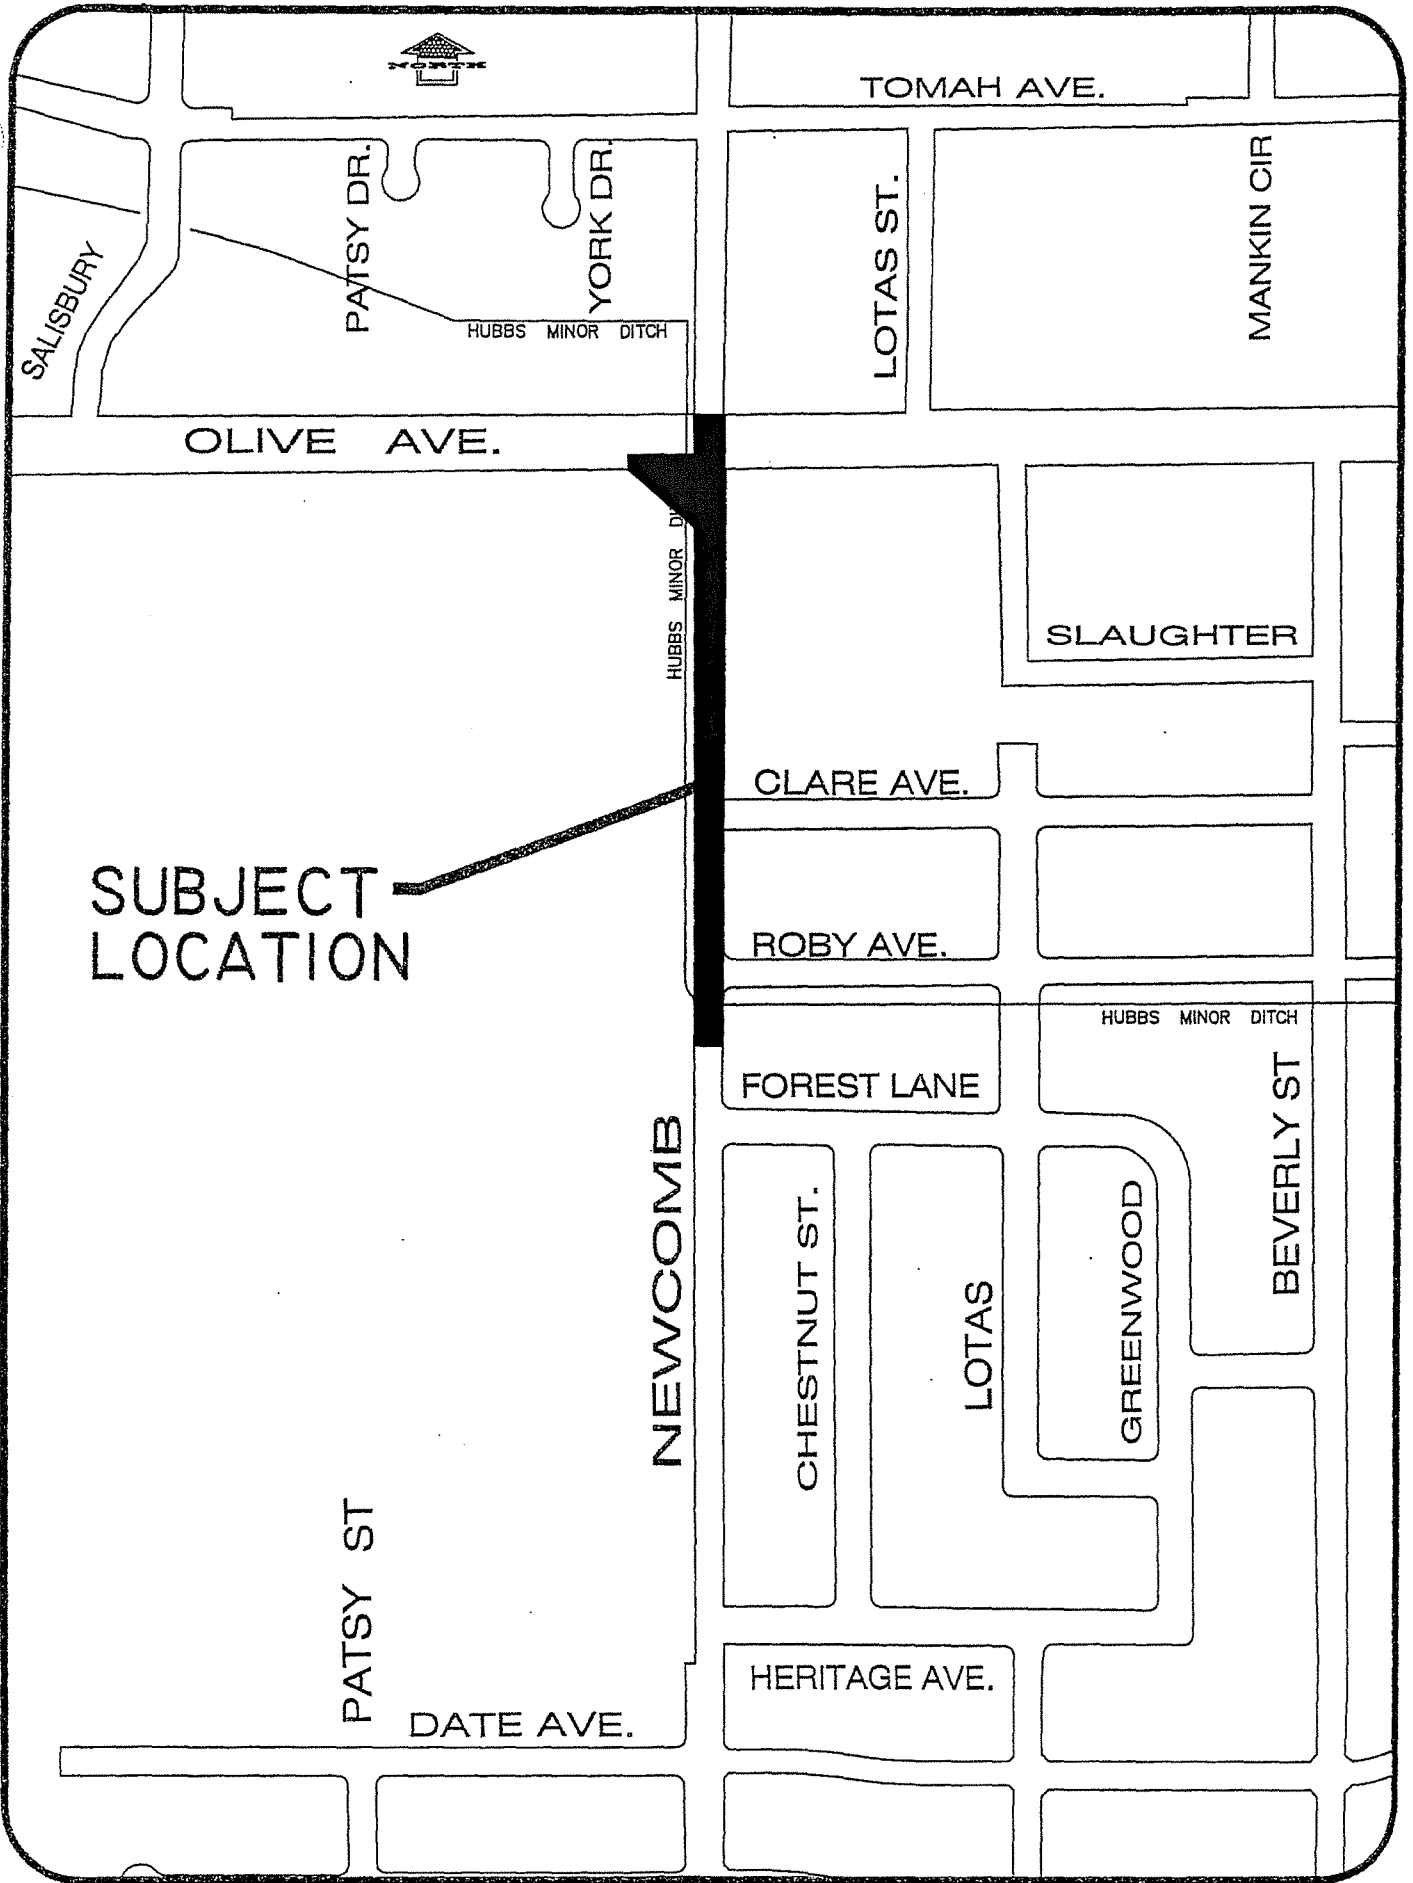 NORTH
TOMAH AVE.
PATSY DR.
YORK DR.
LOTAS ST.
MANKIN CIR
SALISBURY
HUBBS MINOR DITCH
OLIVE AVE.
HUBBS MINOR DI
SLAUGHTER
CLARE AVE.
SUBJECT
LOCATION
ROBY AVE.
HUBBS MINOR DITCH
FOREST LANE
NEWCOMB
BEVERLY ST
CHESTNUT ST.
LOTAS
GREENWOOD
PATSY ST
HERITAGE AVE.
DATE AVE.